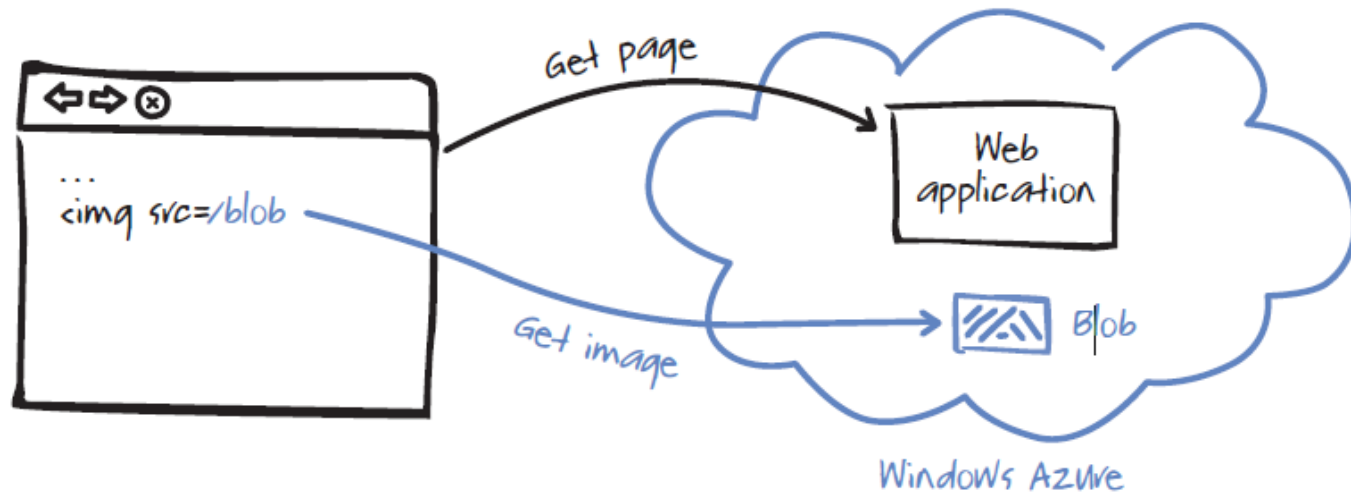 Get page
...
<img src=/blob
Web
application
Get image
Blob
Windows Azure